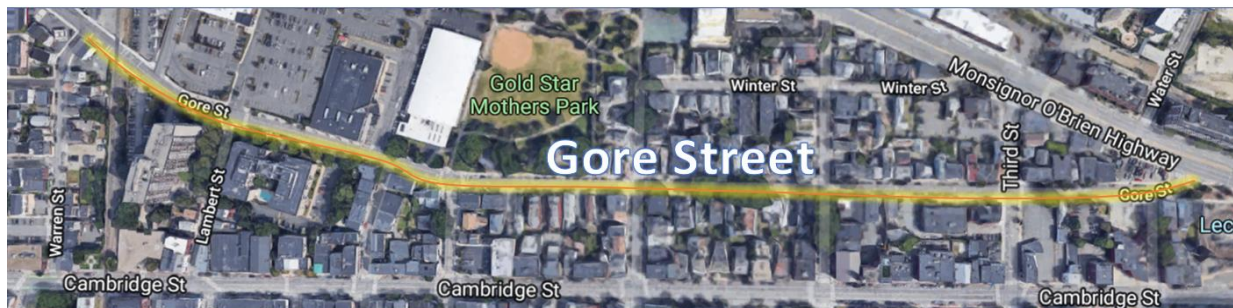 Gore St
Gold Star
Mothers Park
Winter St
Winter St
Monsignor O'Brien Highway
Water St
Gore Street
Third St
Gore St
Warren St
Lambert St
Lec
Cambridge St
Cambridge St
Cambridge St